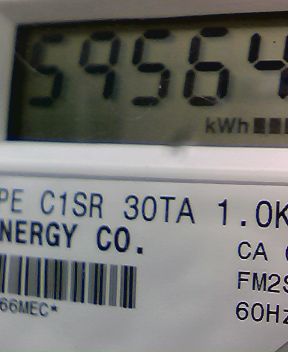 59564
kWh
PE C1SR 30TA 1.0K
NERGY CO.
CA
FM2S
66MEC*
60Hz